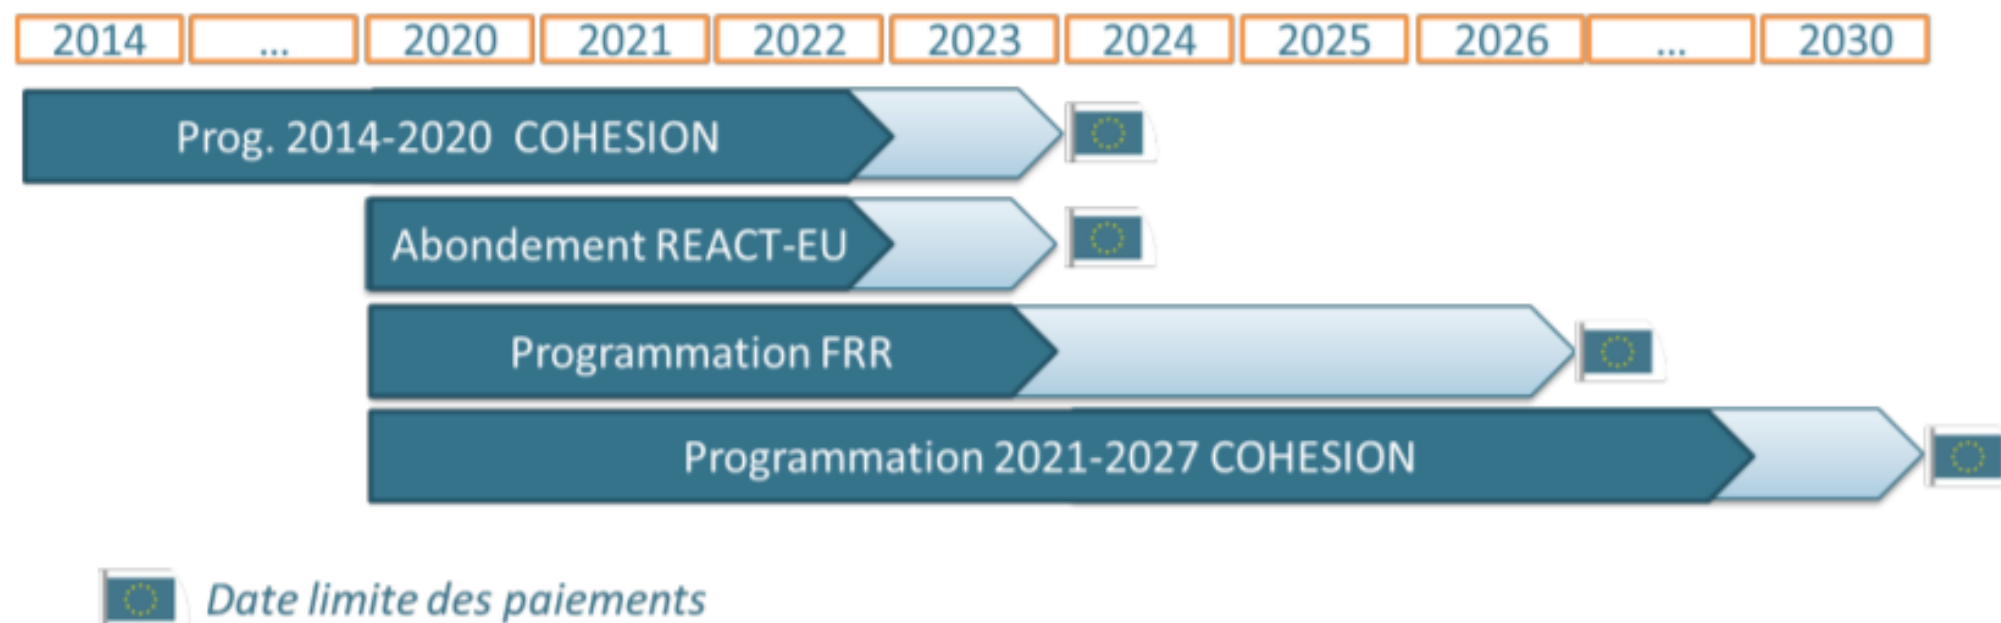 2014 ... 2020 2021 2022 2023 2024 2025 2026 ... 2030
Prog. 2014-2020 COHESION
Abondement REACT-EU
Programmation FRR
Programmation 2021-2027 COHESION
Date limite des paiements